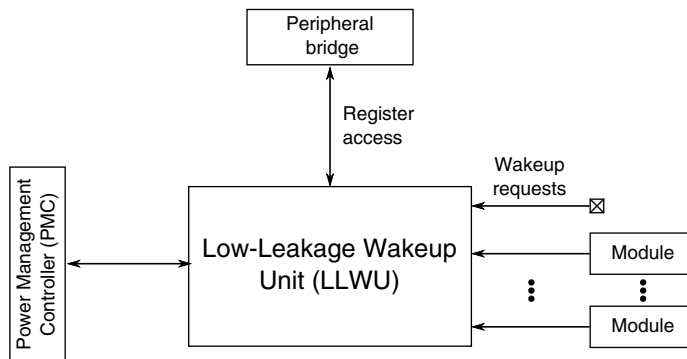 Peripheral
bridge
Register
access
Wakeup
requests
Power Management
Controller (PMC)
Low-Leakage Wakeup
Unit (LLWU)
Module
Module